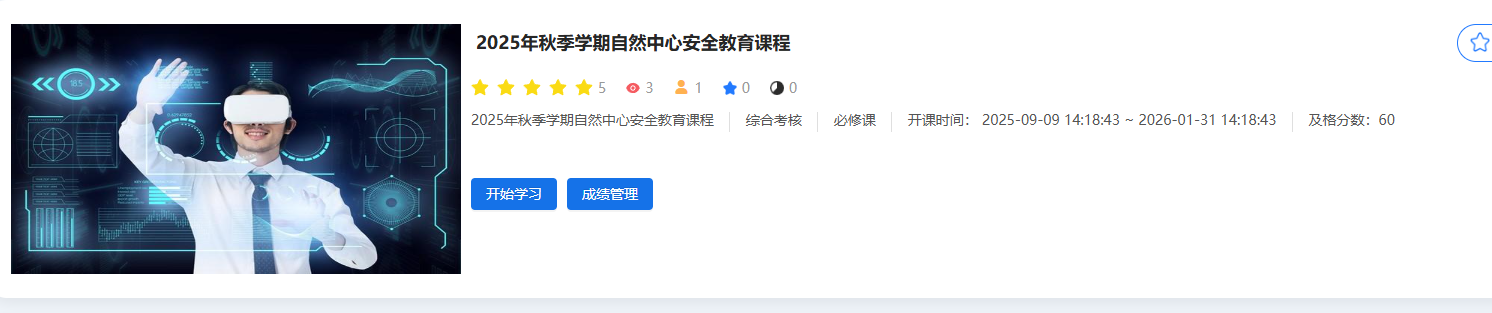 2025年秋季学期自然中心安全教育课程
5 3 1 0 0
2025年秋季学期自然中心安全教育课程 综合考核 必修课 开课时间： 2025-09-09 14:18:43 ~ 2026-01-31 14:18:43 及格分数：60
开始学习 成绩管理